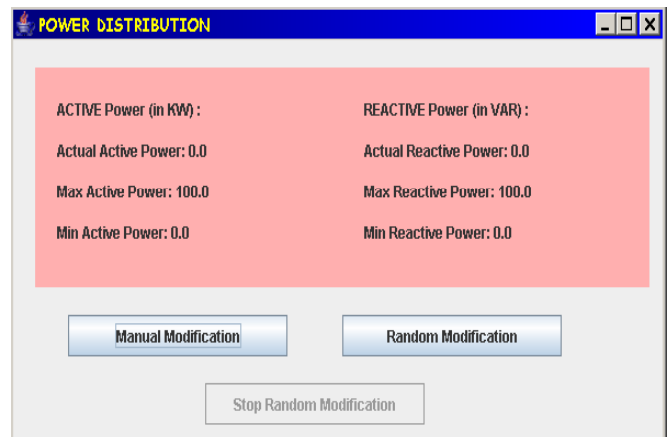 POWER DISTRIBUTION
ACTIVE Power (in KW) :
REACTIVE Power (in VAR) :
Actual Active Power: 0.0
Actual Reactive Power: 0.0
Max Active Power: 100.0
Max Reactive Power: 100.0
Min Active Power: 0.0
Min Reactive Power: 0.0
Manual Modification
Random Modification
Stop Random Modification